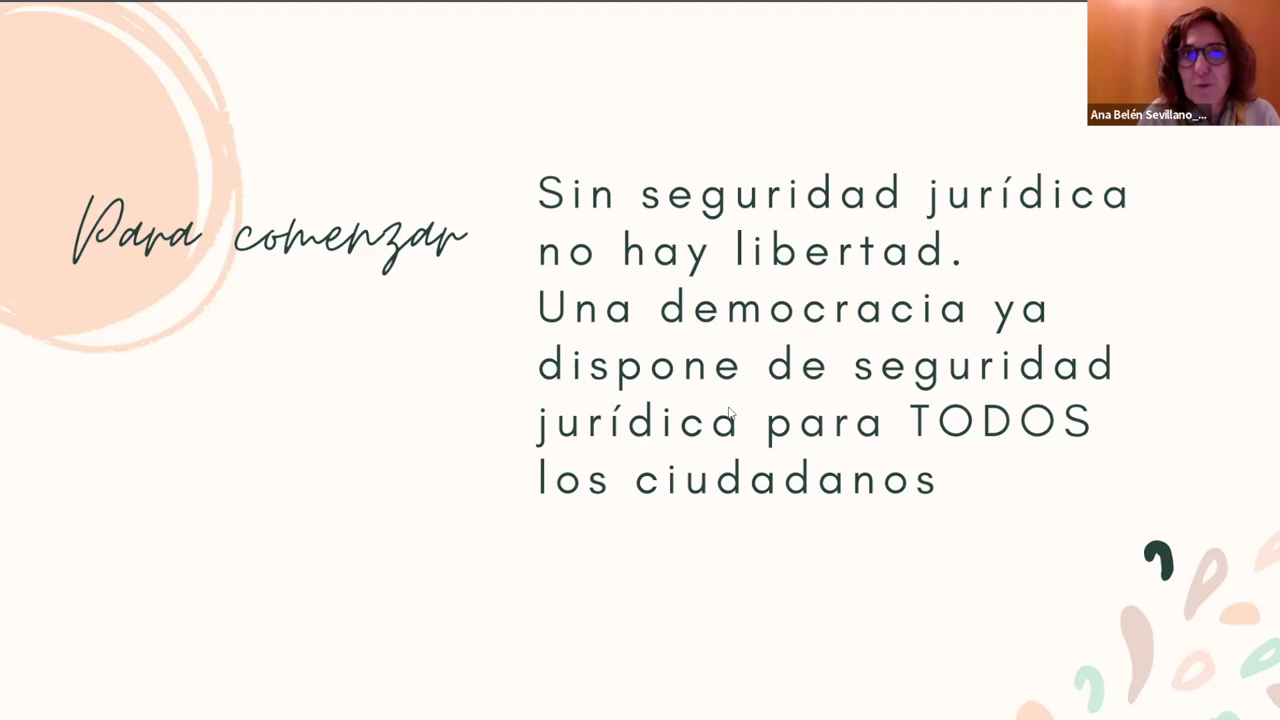 Ana Belén Sevillano_...
Para comenzar
Sin seguridad jurídica
no hay libertad.
Una democracia ya
dispone de seguridad
jurídica para TODOS
los ciudadanos